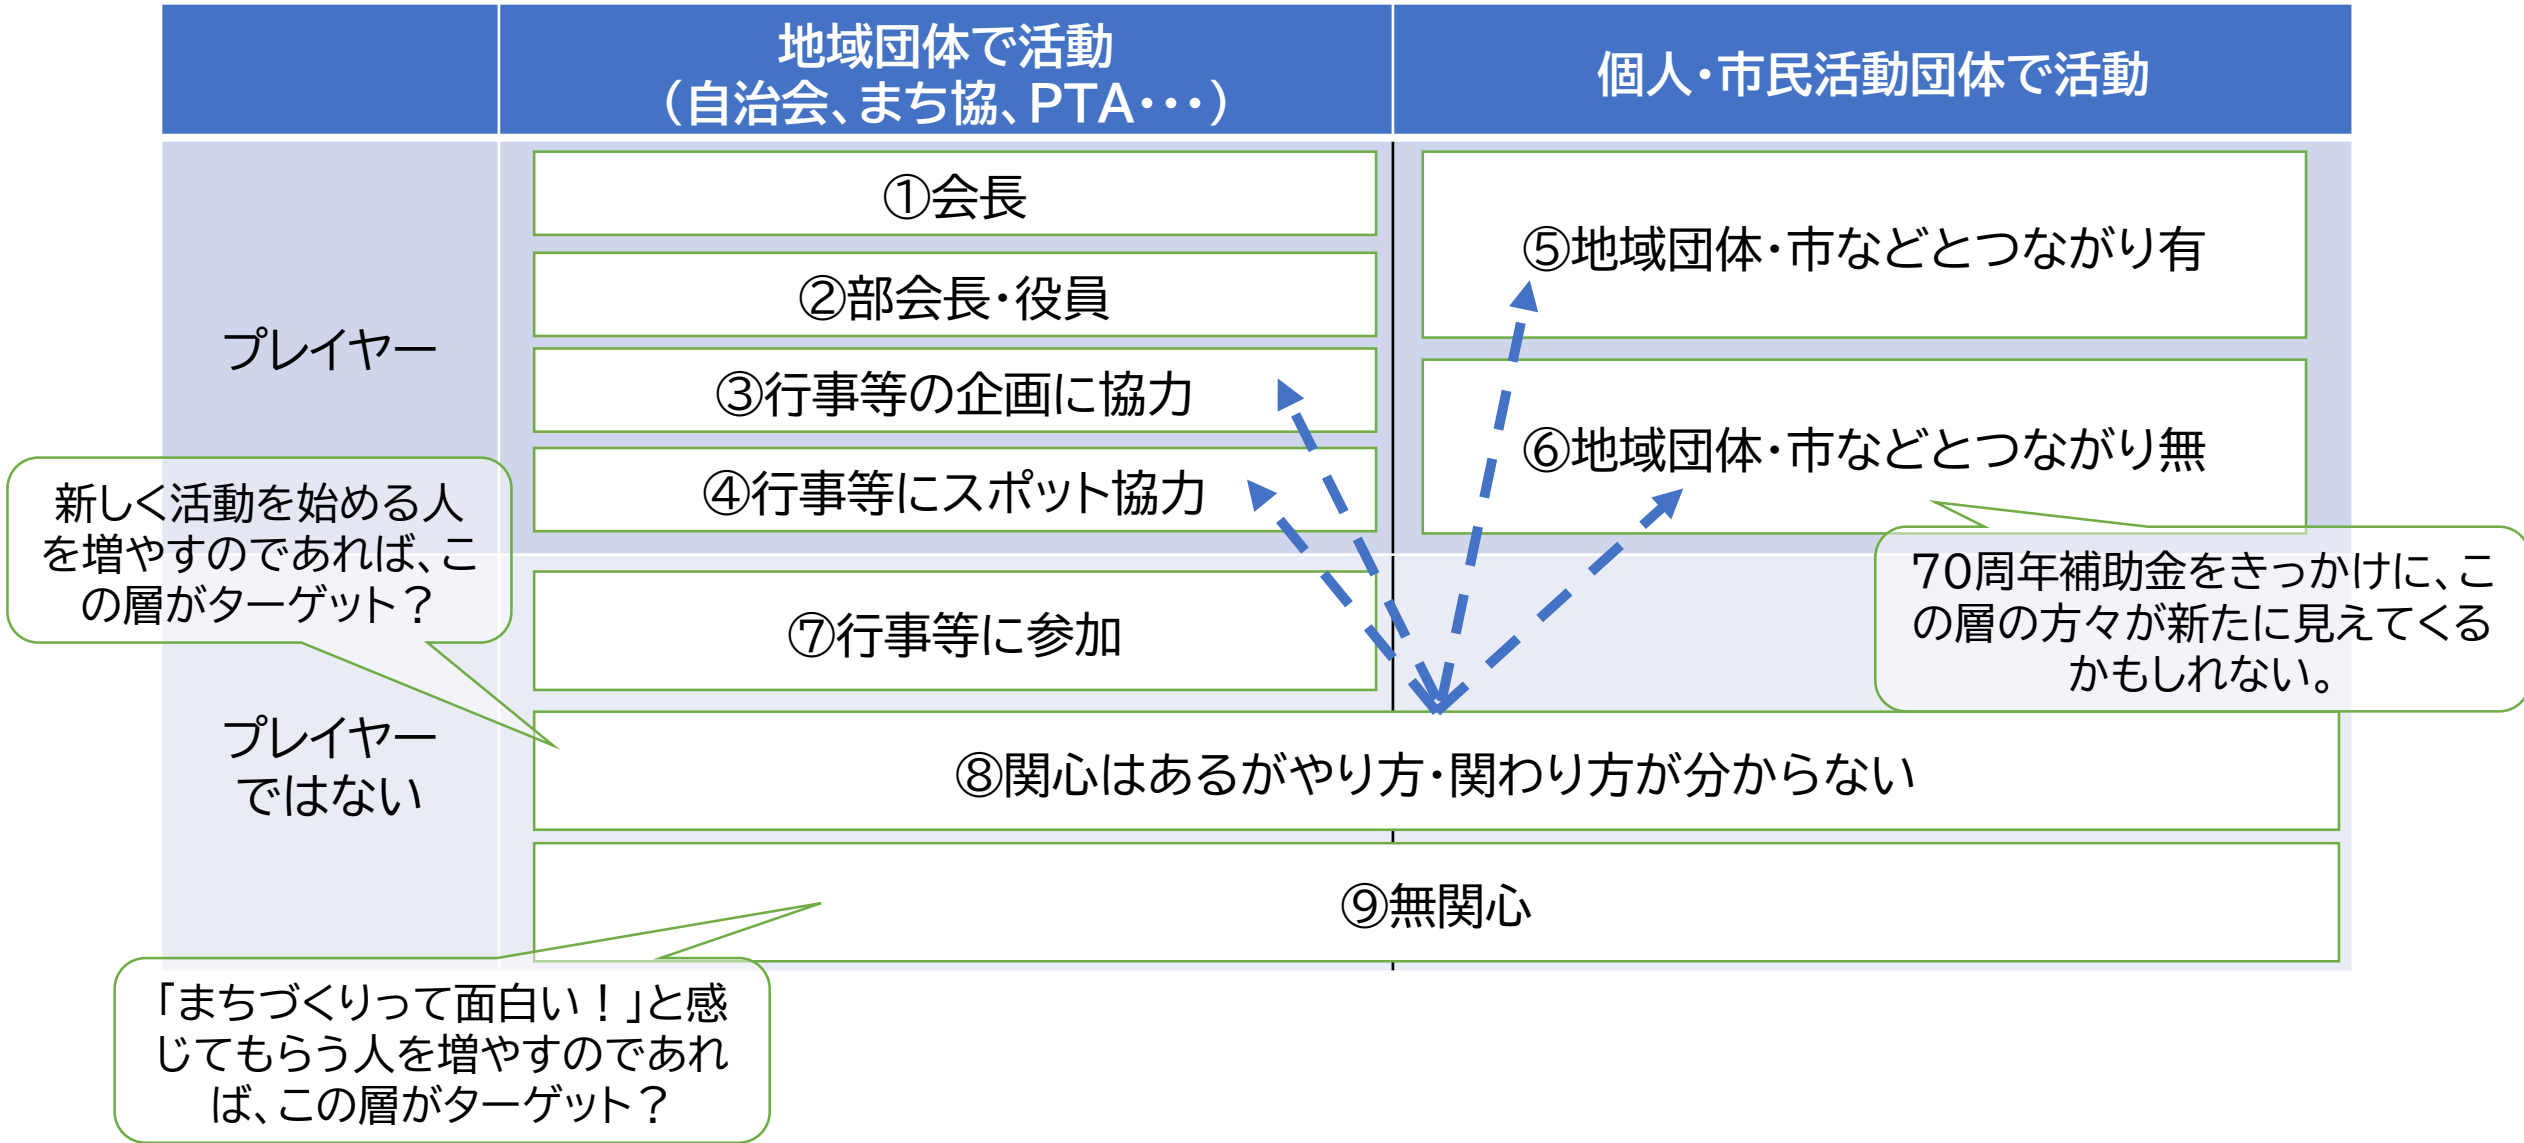 地域団体で活動
（自治会、まち協、PTA・・・）
個人・市民活動団体で活動
プレイヤー
①会長
②部会長・役員
③行事等の企画に協力
④行事等にスポット協力
⑤地域団体・市などとつながり有
⑥地域団体・市などとつながり無
新しく活動を始める人
を増やすのであれば、こ
の層がターゲット？
70周年補助金をきっかけに、こ
の層の方々が新たに見えてくる
かもしれない。
プレイヤー
ではない
⑦行事等に参加
⑧関心はあるがやり方・関わり方が分からない
⑨無関心
「まちづくりって面白い！」と感
じてもらう人を増やすのであれ
ば、この層がターゲット？